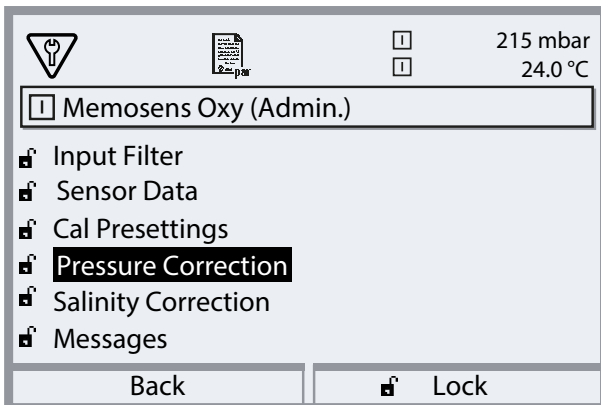 par
I 215 mbar
I 24.0 °C
I Memosens Oxy (Admin.)
Input Filter
Sensor Data
Cal Presettings
Pressure Correction
Salinity Correction
Messages
Back Lock